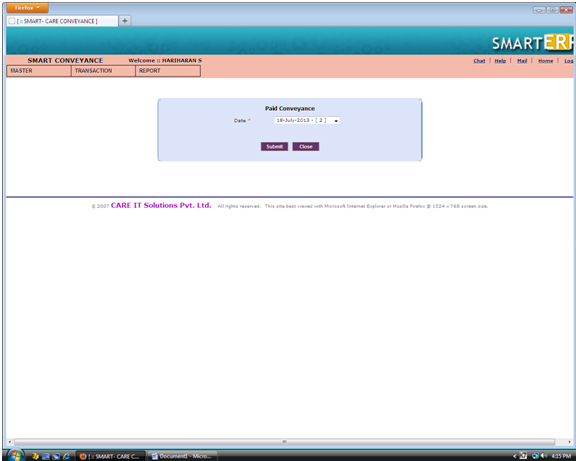 Firefox
[ :: SMART- CARE CONVEYANCE ]
SMARTERP
SMART CONVEYANCE Welcome :: HARIHARAN S
Chat | Help | Mail | Home | Log
MASTER TRANSACTION REPORT
Paid Conveyance
Date * 18-July-2013 - [ 2 ]
Submit Close
© 2007 CARE IT Solutions Pvt. Ltd. All rights reserved. This site best viewed with Microsoft Internet Explorer or Mozilla Firefox @ 1024 x 768 screen size.
[ :: SMART- CARE C... Document1 - Micro... 4:15 PM